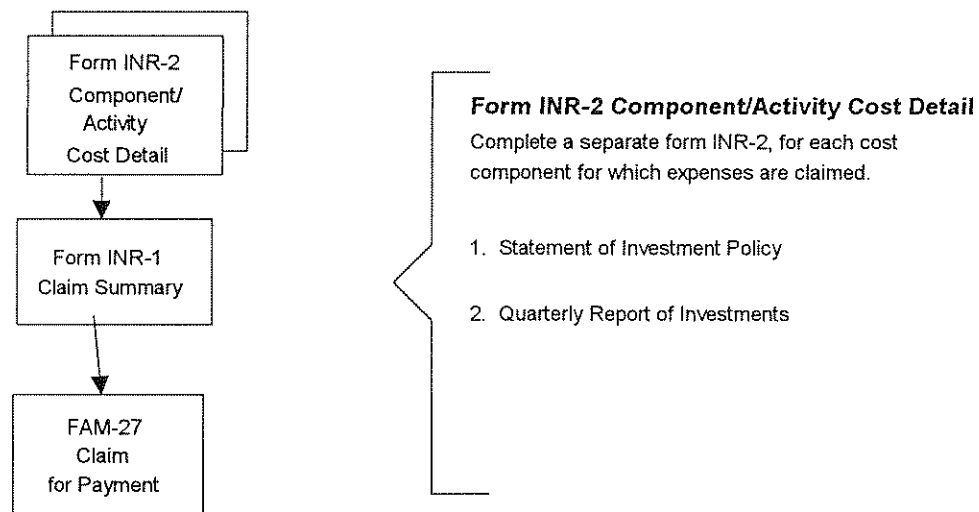 Form INR-2
Component/
Activity
Cost Detail
Form INR-1
Claim Summary
FAM-27
Claim
for Payment
Form INR-2 Component/Activity Cost Detail
Complete a separate form INR-2, for each cost
component for which expenses are claimed.
1. Statement of Investment Policy
2. Quarterly Report of Investments